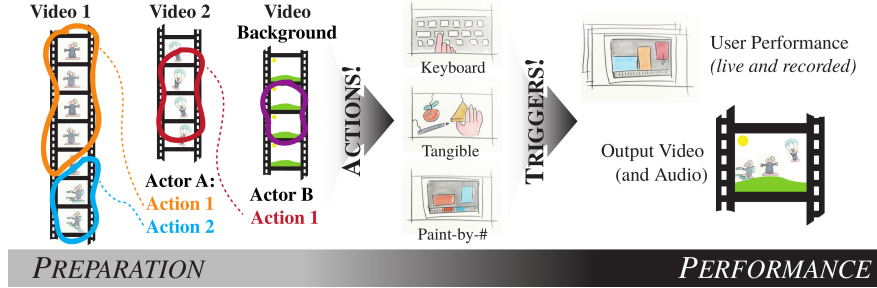 Video 1
Video 2
Video
Background
Actor A:
Action 1
Action 2
Actor B
Action 1
ACTIONS!
Keyboard
Tangible
Paint-by-#
TRIGGERS!
User Performance
(live and recorded)
Output Video
(and Audio)
PREPARATION
PERFORMANCE